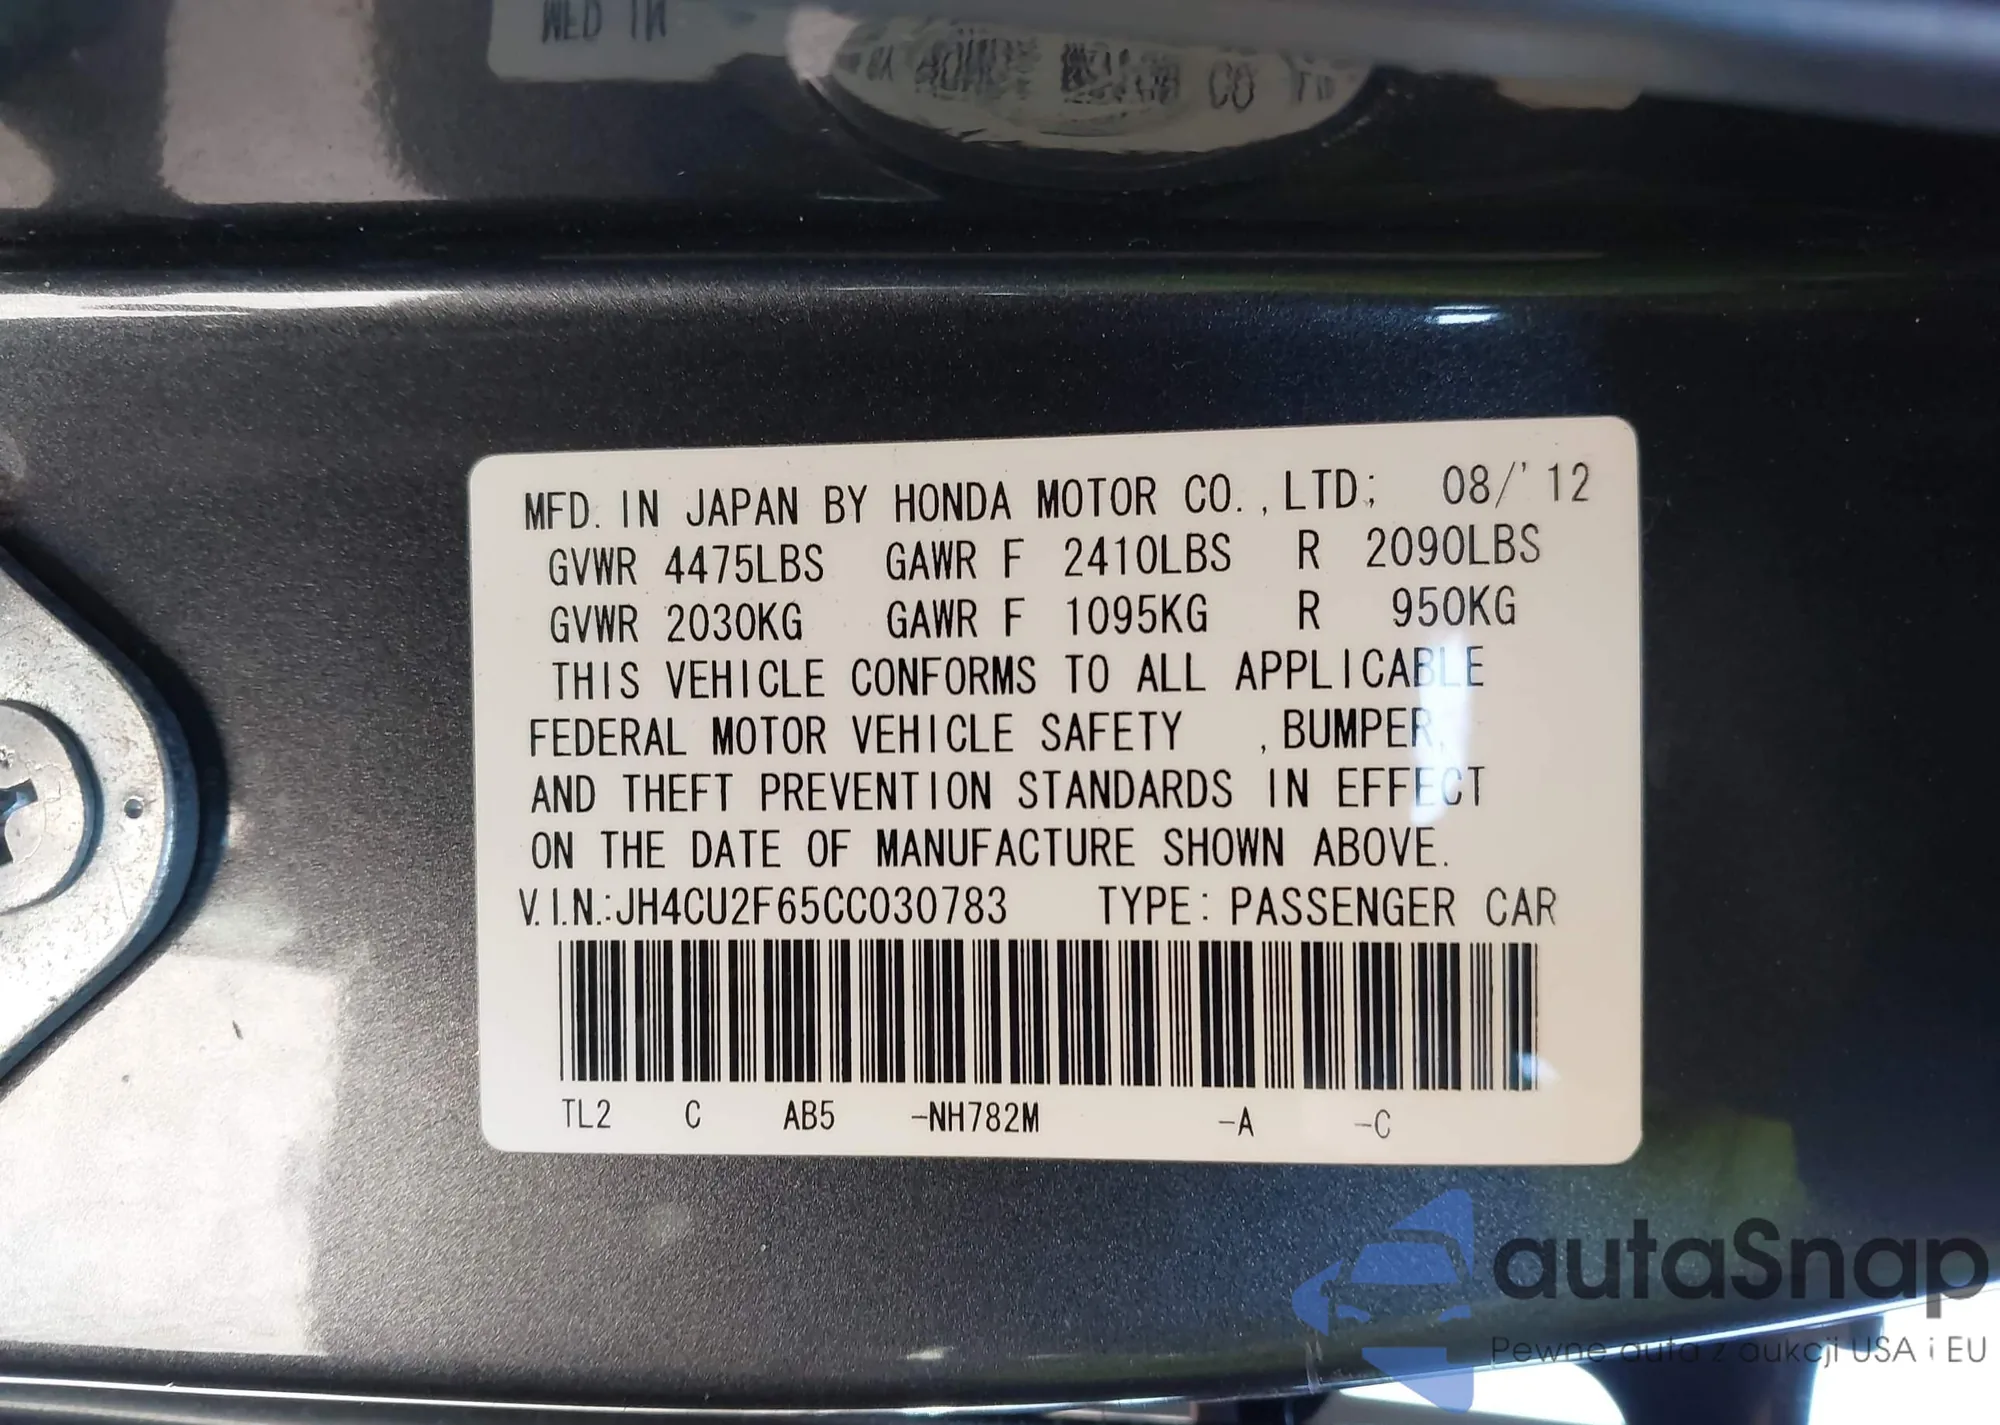 MFD. IN JAPAN BY HONDA MOTOR CO.,LTD; 08/'12
GVWR 4475LBS GAWR F 2410LBS R 2090LBS
GVWR 2030KG GAWR F 1095KG R 950KG
THIS VEHICLE CONFORMS TO ALL APPLICABLE
FEDERAL MOTOR VEHICLE SAFETY ,BUMPER,
AND THEFT PREVENTION STANDARDS IN EFFECT
ON THE DATE OF MANUFACTURE SHOWN ABOVE.
V.I.N.:JH4CU2F65CC030783 TYPE: PASSENGER CAR
TL2 C AB5 -NH782M -A -C
autaSnap
Pewne auta z aukcji USA i EU